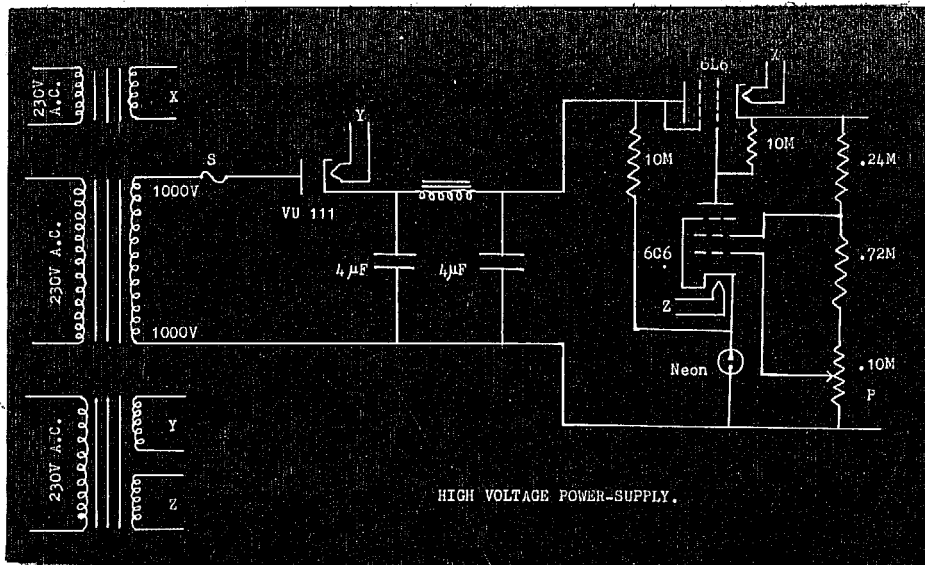 230V
A.C.
X
6L6
X
S
1000V
VU 111
Y
10M
10M
.24M
230V A.C.
4μF
4μF
6C6
.72M
Z
1000V
Neon
.10M
P
230V A.C.
Y
Z
HIGH VOLTAGE POWER-SUPPLY.